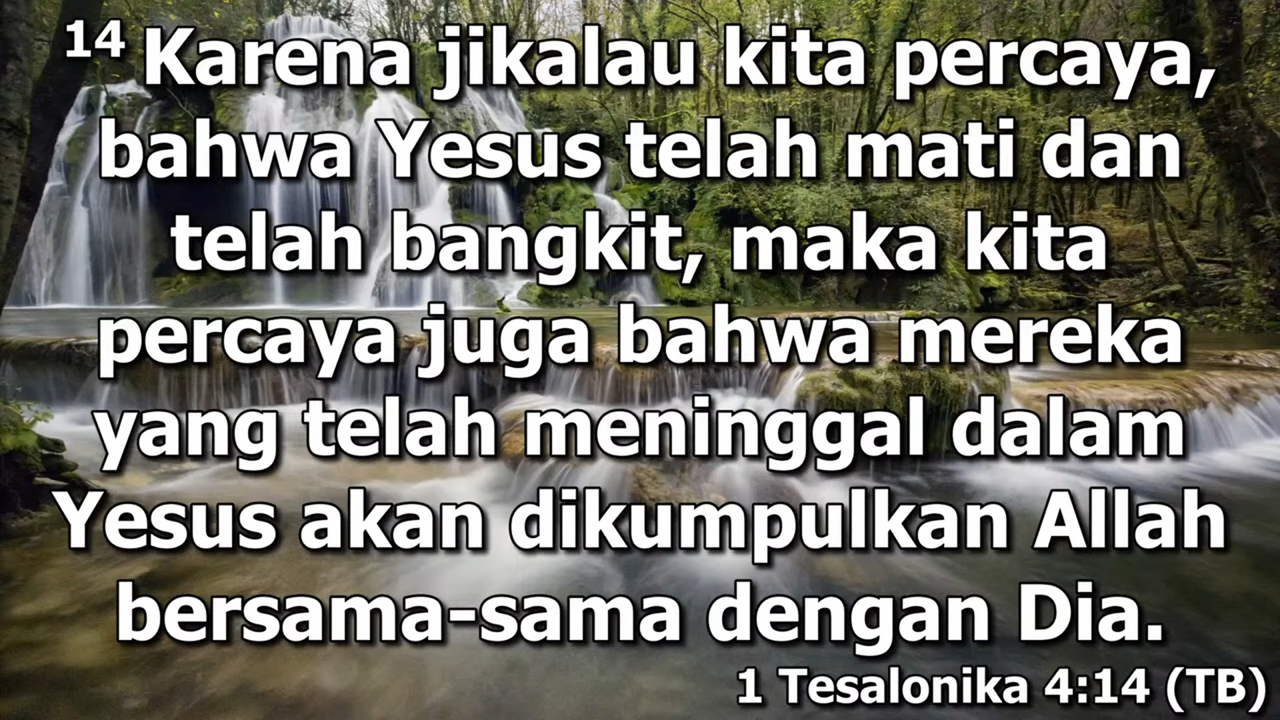 14 Karena jikalau kita percaya,
bahwa Yesus telah mati dan
telah bangkit, maka kita
percaya juga bahwa mereka
yang telah meninggal dalam
Yesus akan dikumpulkan Allah
bersama-sama dengan Dia.
1 Tesalonika 4:14 (TB)